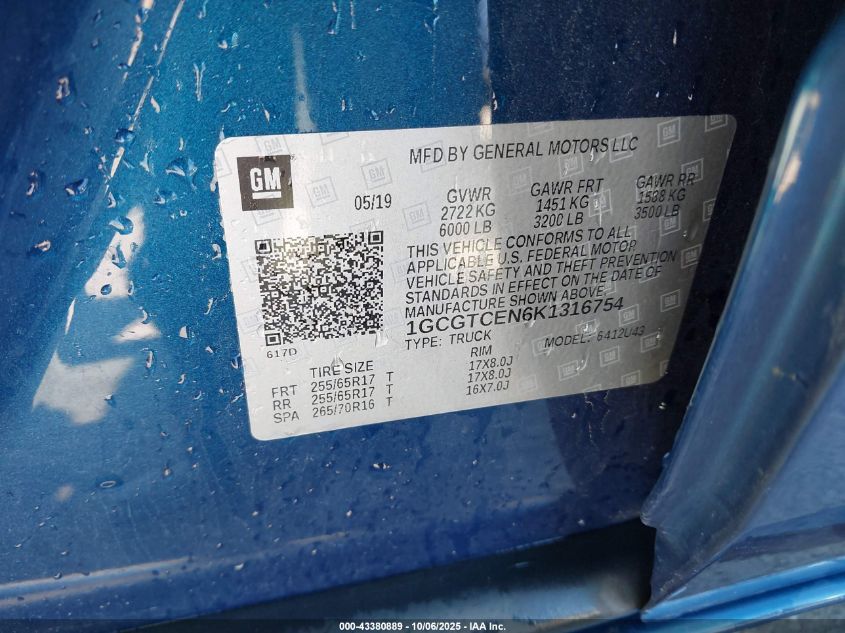 GM
MFD BY GENERAL MOTORS LLC
05/19
GVWR GAWR FRT GAWR RR
2722 KG 1451 KG 1588 KG
6000 LB 3200 LB 3500 LB
THIS VEHICLE CONFORMS TO ALL
APPLICABLE U.S. FEDERAL MOTOR
VEHICLE SAFETY AND THEFT PREVENTION
STANDARDS IN EFFECT ON THE DATE OF
MANUFACTURE SHOWN ABOVE.
1GCGTCEN6K1316754
TYPE: TRUCK MODEL: 6412U43
617D
TIRE SIZE RIM
FRT 255/65R17 T 17X8.0J
RR 255/65R17 T 17X8.0J
SPA 265/70R16 T 16X7.0J
000-43380889 - 10/06/2025 - IAA Inc.